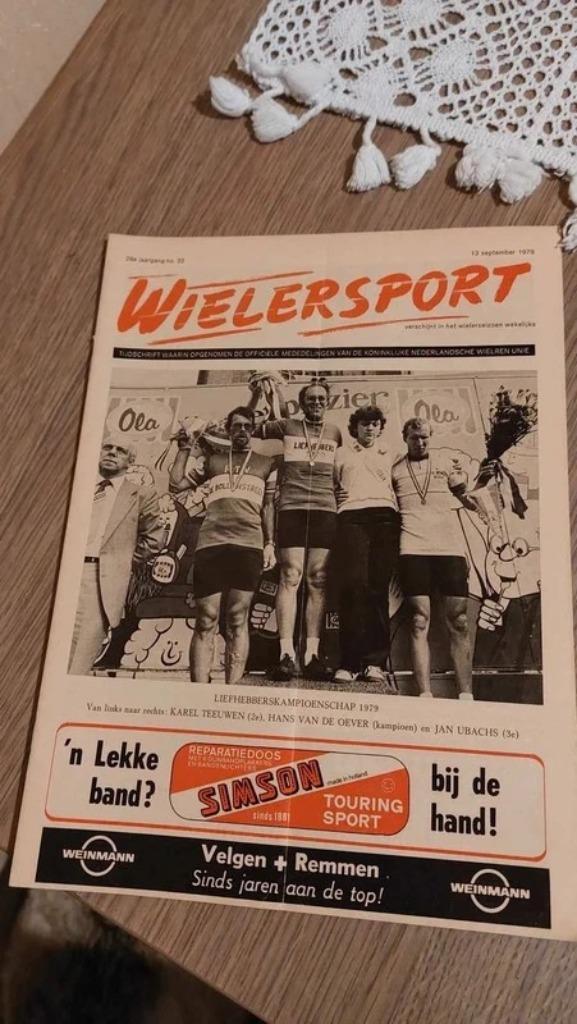 28e jaargang no. 33
13 september 1979
WIELERSPORT
verschijnt in het wielerseizoen wekelijks
TIJDSCHRIFT WAARIN OPGENOMEN DE OFFICIËLE MEDEDELINGEN VAN DE KONINKLIJKE NEDERLANDSCHE WIELREN UNIE
Ola
Ola
LIEFHEBBERSKAMPIOENSCHAP 1979
Van links naar rechts: KAREL TEEUWEN (2e), HANS VAN DE OEVER (kampioen) en JAN UBACHS (3e)
'n Lekke
band?
REPARATIEDOOS
SIMSON
made in holland
sinds 1881
TOURING
SPORT
bij de
hand!
WEINMANN
Velgen + Remmen
Sinds jaren aan de top!
WEINMANN